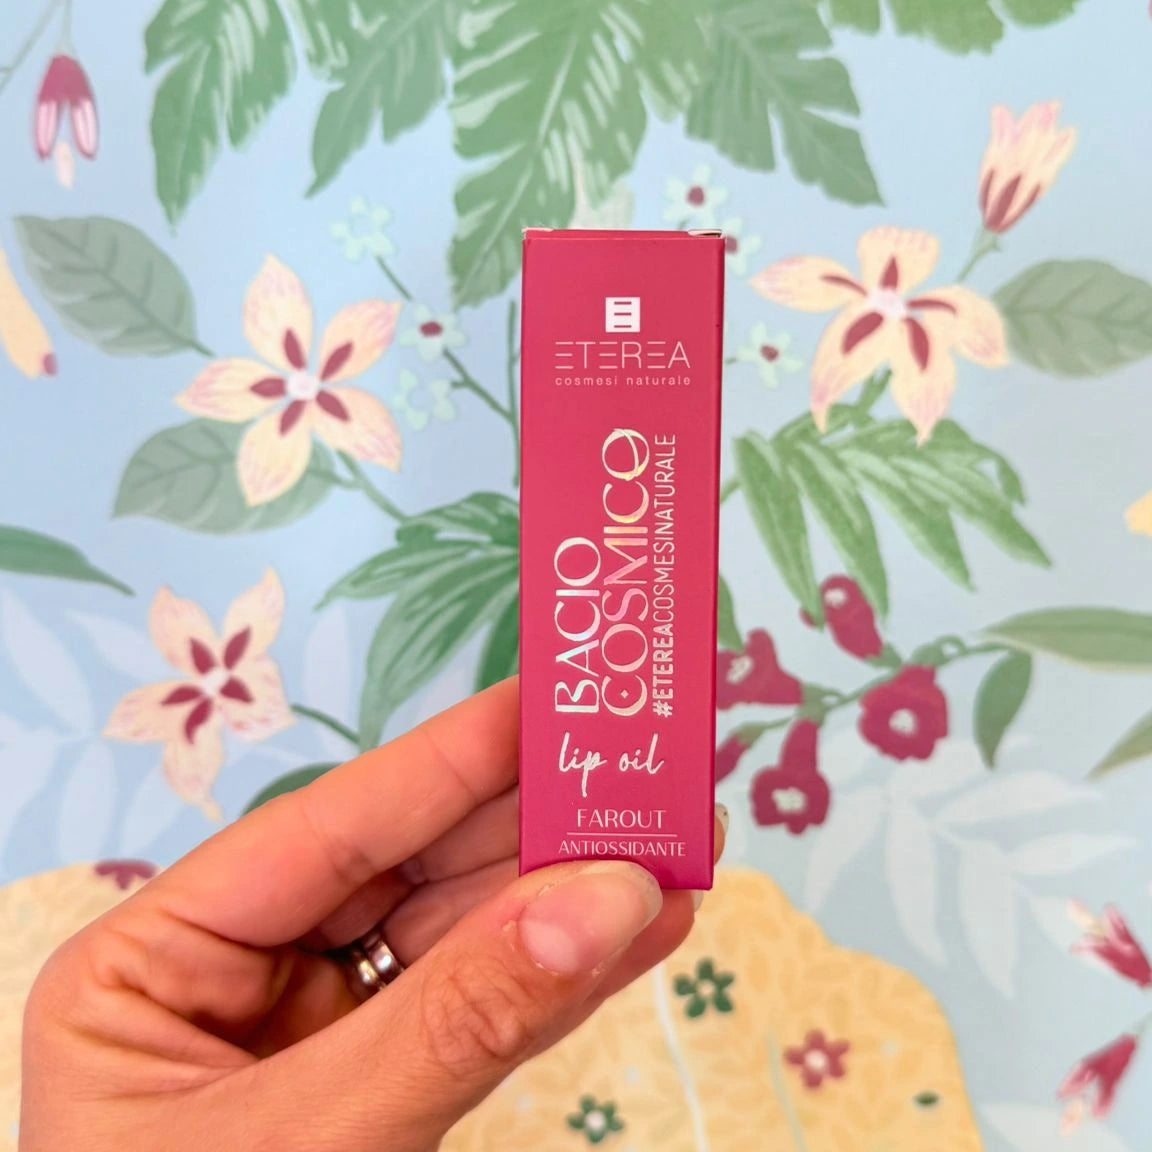 ETEREA
cosmesi naturale
BACIO
COSMICO
#ETEREACOSMESINATURALE
lip oil
FAROUT
ANTIOSSIDANTE